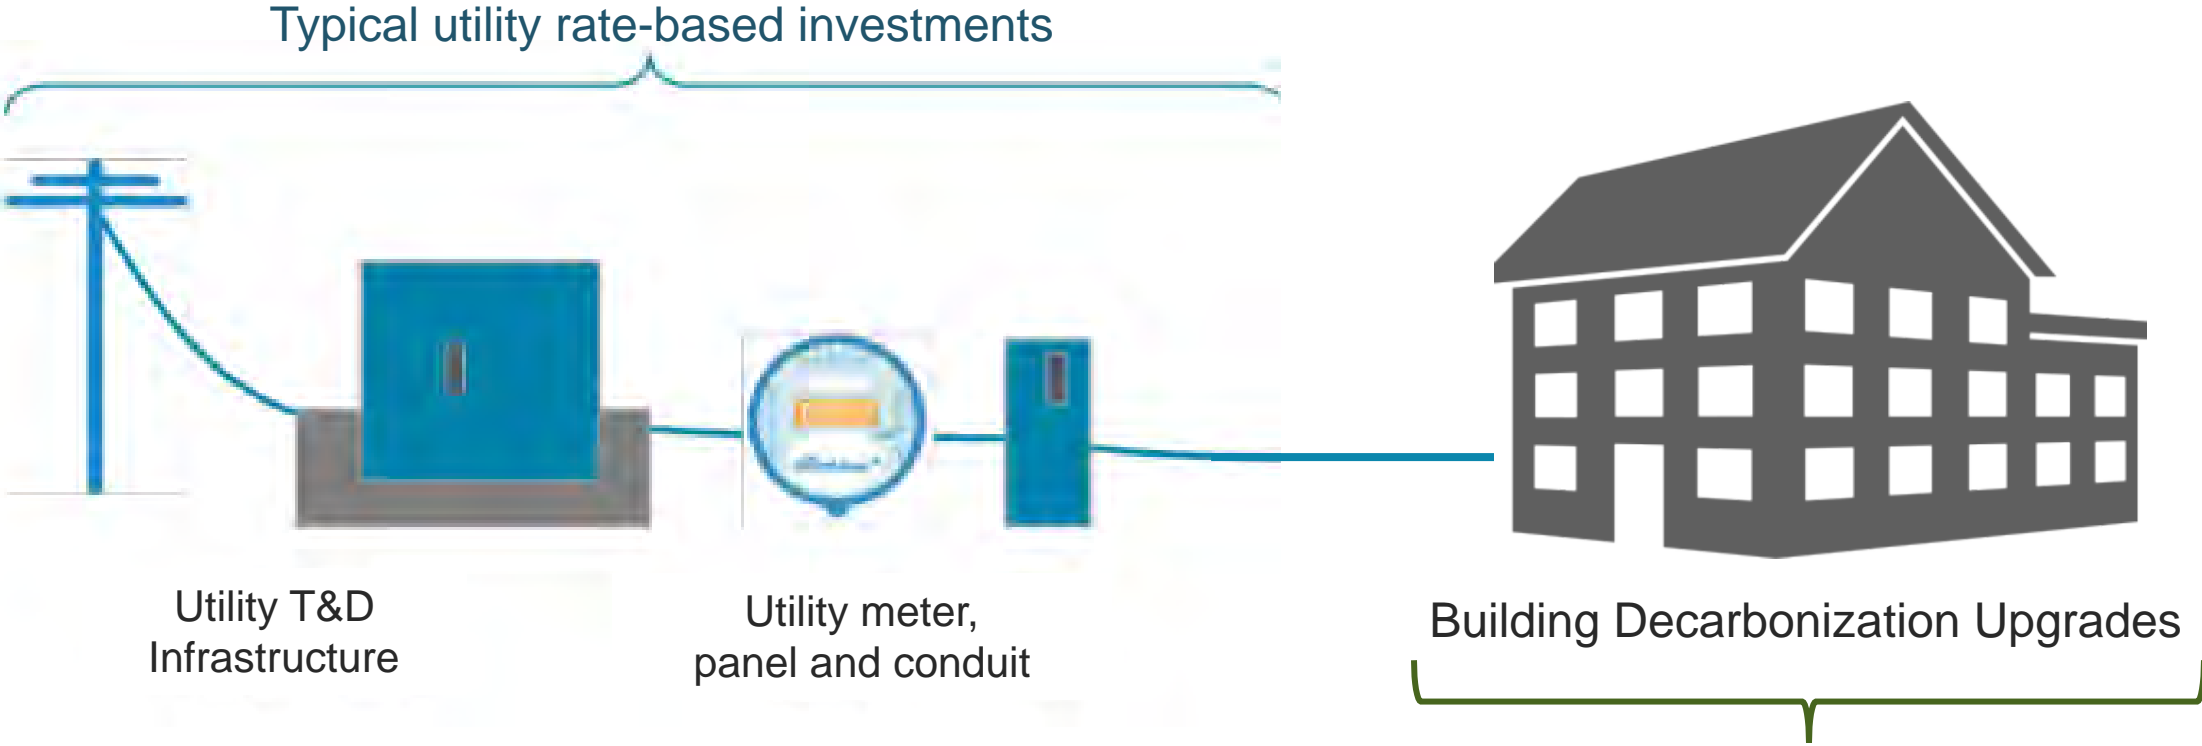 Typical utility rate-based investments
Utility T&D
Infrastructure
Utility meter,
panel and conduit
Building Decarbonization Upgrades